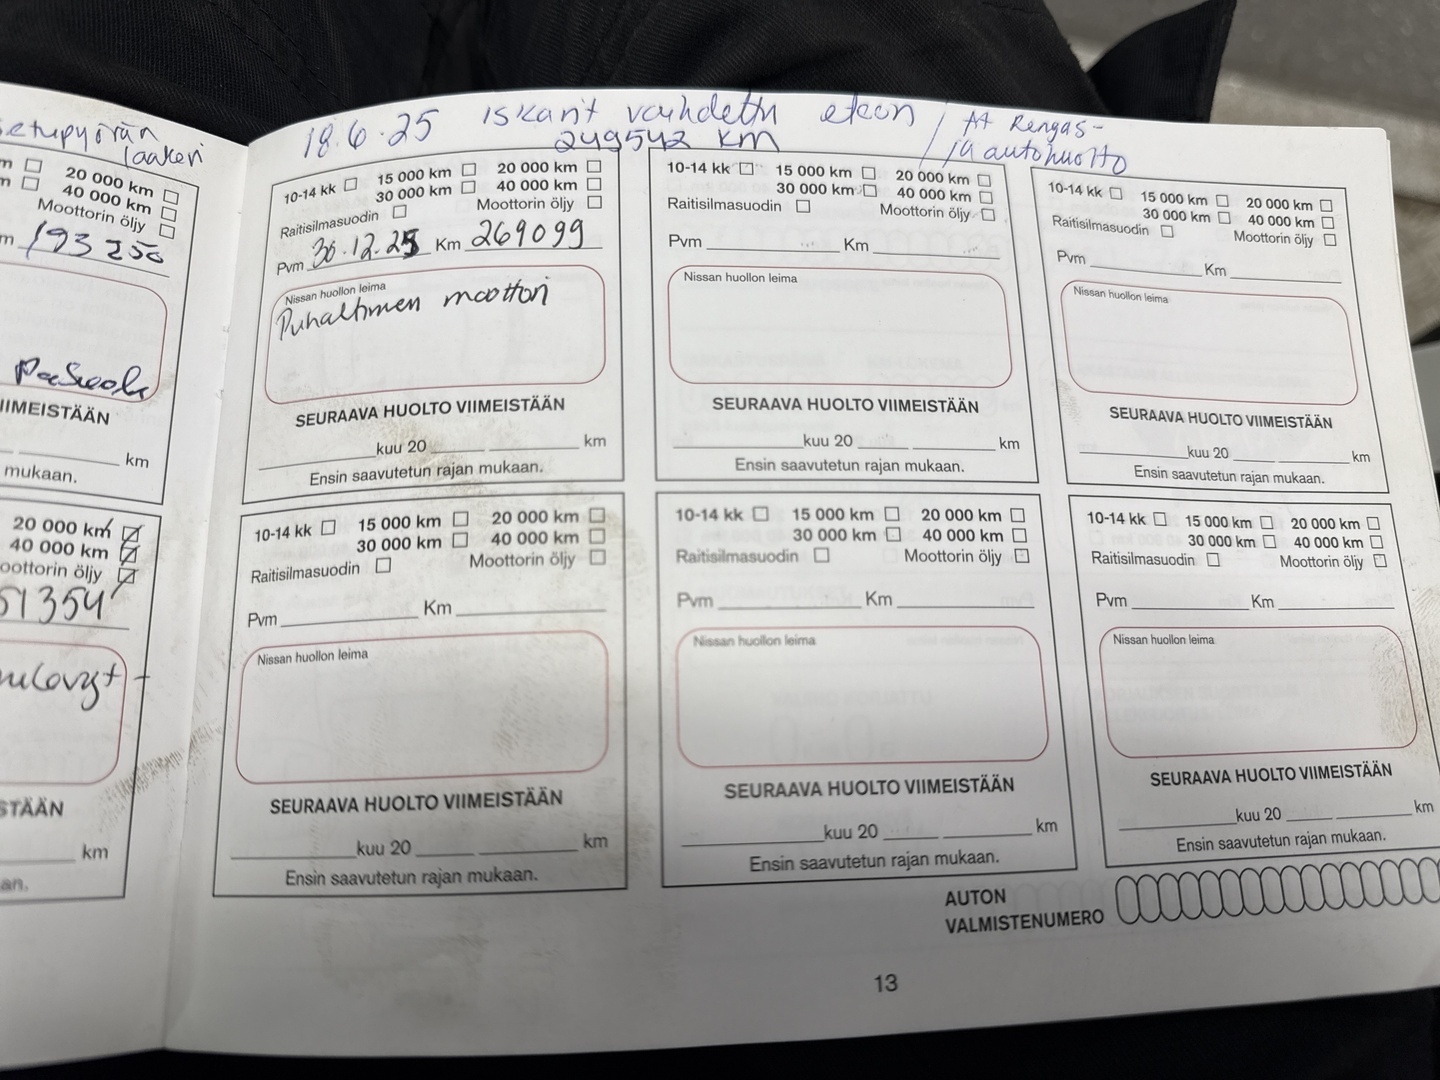 18.6.25 iskarit vaihdettu eteen / AA Rengas-
249542 km ja autohuolto
laakeri
20 000 km
40 000 km
Moottorin öljy
193 250
IIMEISTÄÄN
km
mukaan.
20 000 km
40 000 km
oottorin öljy
51354
STÄÄN
km
an.
10-14 kk 15 000 km 20 000 km
30 000 km 40 000 km
Raitisilmasuodin Moottorin öljy
Pvm 30.12.25 Km 269099
Nissan huollon leima
Puhaltimen moottori
SEURAAVA HUOLTO VIIMEISTÄÄN
kuu 20 km
Ensin saavutetun rajan mukaan.
10-14 kk 15 000 km 20 000 km
30 000 km 40 000 km
Raitisilmasuodin Moottorin öljy
Pvm Km
Nissan huollon leima
SEURAAVA HUOLTO VIIMEISTÄÄN
kuu 20 km
Ensin saavutetun rajan mukaan.
10-14 kk 15 000 km 20 000 km
30 000 km 40 000 km
Raitisilmasuodin Moottorin öljy
Pvm Km
Nissan huollon leima
SEURAAVA HUOLTO VIIMEISTÄÄN
kuu 20 km
Ensin saavutetun rajan mukaan.
10-14 kk 15 000 km 20 000 km
30 000 km 40 000 km
Raitisilmasuodin Moottorin öljy
Pvm Km
Nissan huollon leima
SEURAAVA HUOLTO VIIMEISTÄÄN
kuu 20 km
Ensin saavutetun rajan mukaan.
10-14 kk 15 000 km 20 000 km
30 000 km 40 000 km
Raitisilmasuodin Moottorin öljy
Pvm Km
Nissan huollon leima
SEURAAVA HUOLTO VIIMEISTÄÄN
kuu 20 km
Ensin saavutetun rajan mukaan.
10-14 kk 15 000 km 20 000 km
30 000 km 40 000 km
Raitisilmasuodin Moottorin öljy
Pvm Km
Nissan huollon leima
SEURAAVA HUOLTO VIIMEISTÄÄN
kuu 20 km
Ensin saavutetun rajan mukaan.
AUTON
VALMISTENUMERO
13